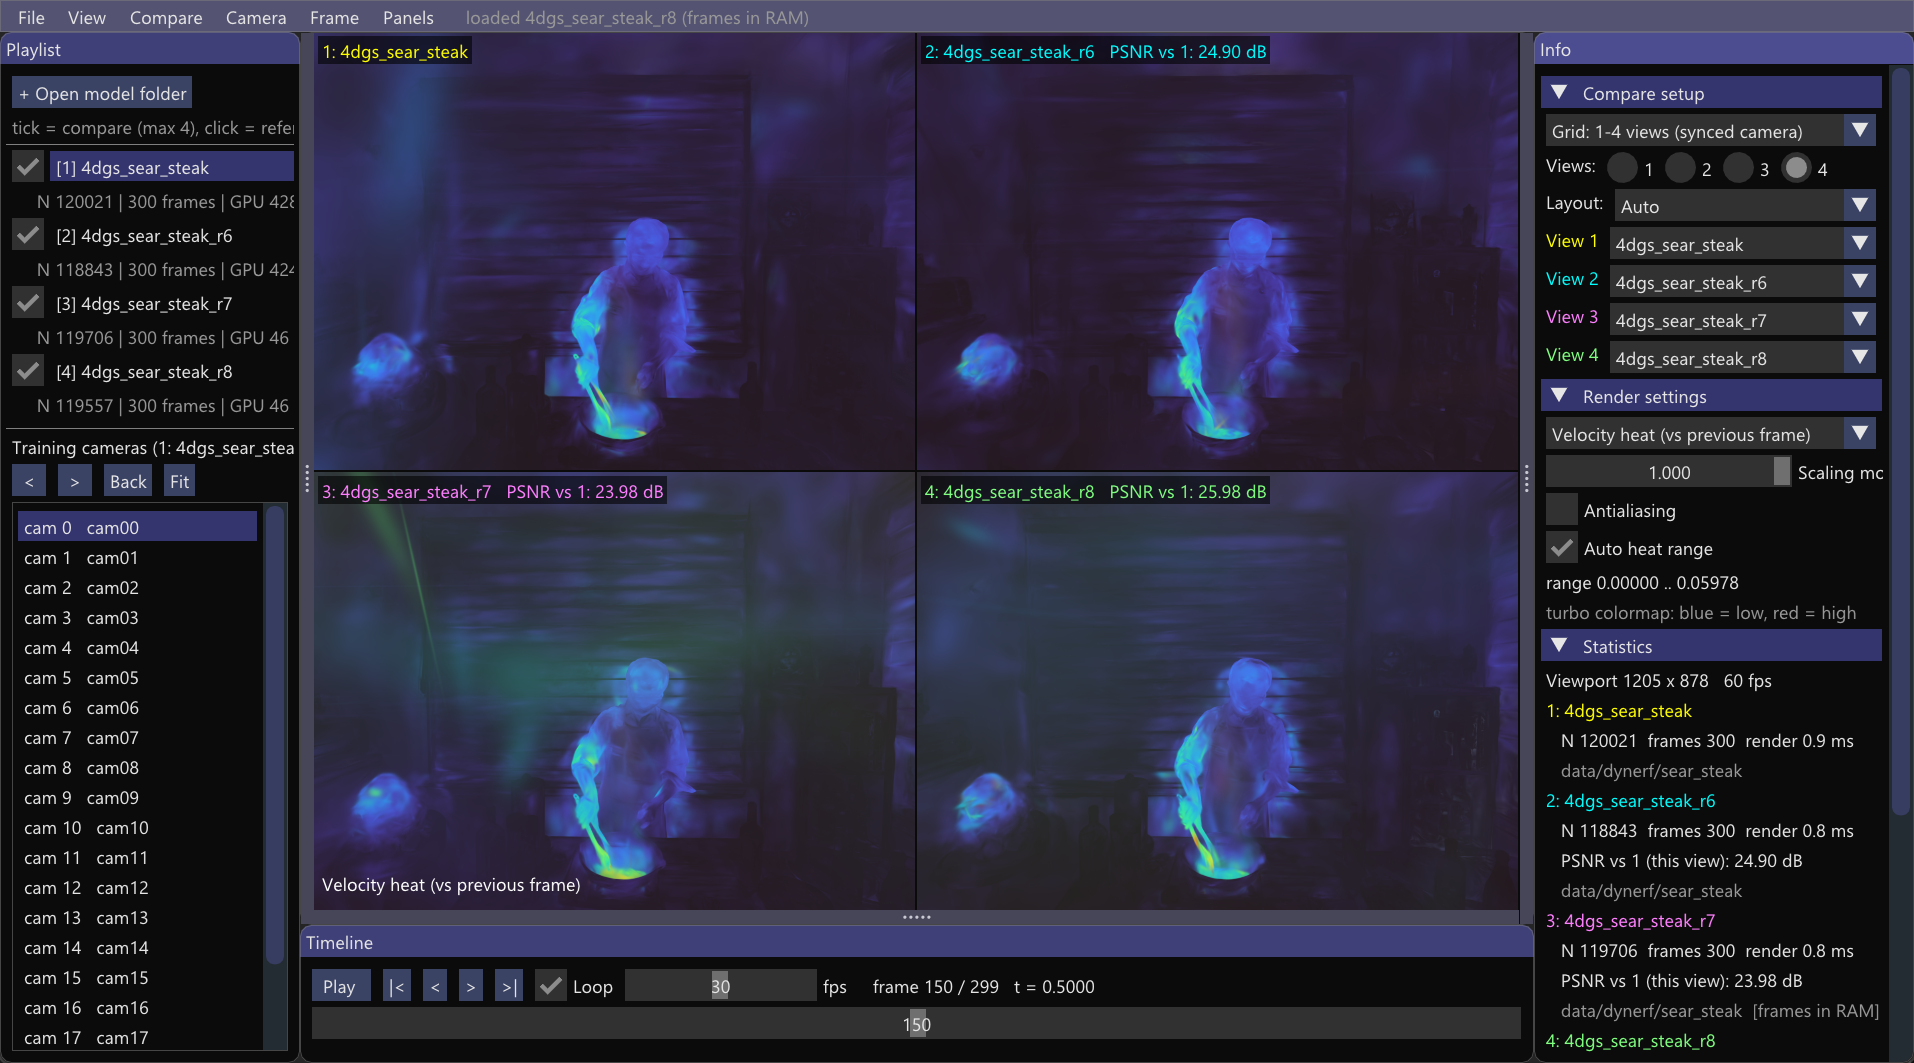 File View Compare Camera Frame Panels loaded 4dgs_sear_steak_r8 (frames in RAM)
Playlist
+ Open model folder
tick = compare (max 4), click = refer
[1] 4dgs_sear_steak
N 120021 | 300 frames | GPU 428
[2] 4dgs_sear_steak_r6
N 118843 | 300 frames | GPU 424
[3] 4dgs_sear_steak_r7
N 119706 | 300 frames | GPU 46
[4] 4dgs_sear_steak_r8
N 119557 | 300 frames | GPU 46
Training cameras (1: 4dgs_sear_stea
< > Back Fit
cam 0 cam00
cam 1 cam01
cam 2 cam02
cam 3 cam03
cam 4 cam04
cam 5 cam05
cam 6 cam06
cam 7 cam07
cam 8 cam08
cam 9 cam09
cam 10 cam10
cam 11 cam11
cam 12 cam12
cam 13 cam13
cam 14 cam14
cam 15 cam15
cam 16 cam16
cam 17 cam17
1: 4dgs_sear_steak
2: 4dgs_sear_steak_r6 PSNR vs 1: 24.90 dB
3: 4dgs_sear_steak_r7 PSNR vs 1: 23.98 dB
4: 4dgs_sear_steak_r8 PSNR vs 1: 25.98 dB
Velocity heat (vs previous frame)
Timeline
Play |< < > >| Loop 30 fps frame 150 / 299 t = 0.5000
150
Info
Compare setup
Grid: 1-4 views (synced camera)
Views: 1 2 3 4
Layout: Auto
View 1 4dgs_sear_steak
View 2 4dgs_sear_steak_r6
View 3 4dgs_sear_steak_r7
View 4 4dgs_sear_steak_r8
Render settings
Velocity heat (vs previous frame)
1.000 Scaling mo
Antialiasing
Auto heat range
range 0.00000 .. 0.05978
turbo colormap: blue = low, red = high
Statistics
Viewport 1205 x 878 60 fps
1: 4dgs_sear_steak
N 120021 frames 300 render 0.9 ms
data/dynerf/sear_steak
2: 4dgs_sear_steak_r6
N 118843 frames 300 render 0.8 ms
PSNR vs 1 (this view): 24.90 dB
data/dynerf/sear_steak
3: 4dgs_sear_steak_r7
N 119706 frames 300 render 0.8 ms
PSNR vs 1 (this view): 23.98 dB
data/dynerf/sear_steak [frames in RAM]
4: 4dgs_sear_steak_r8